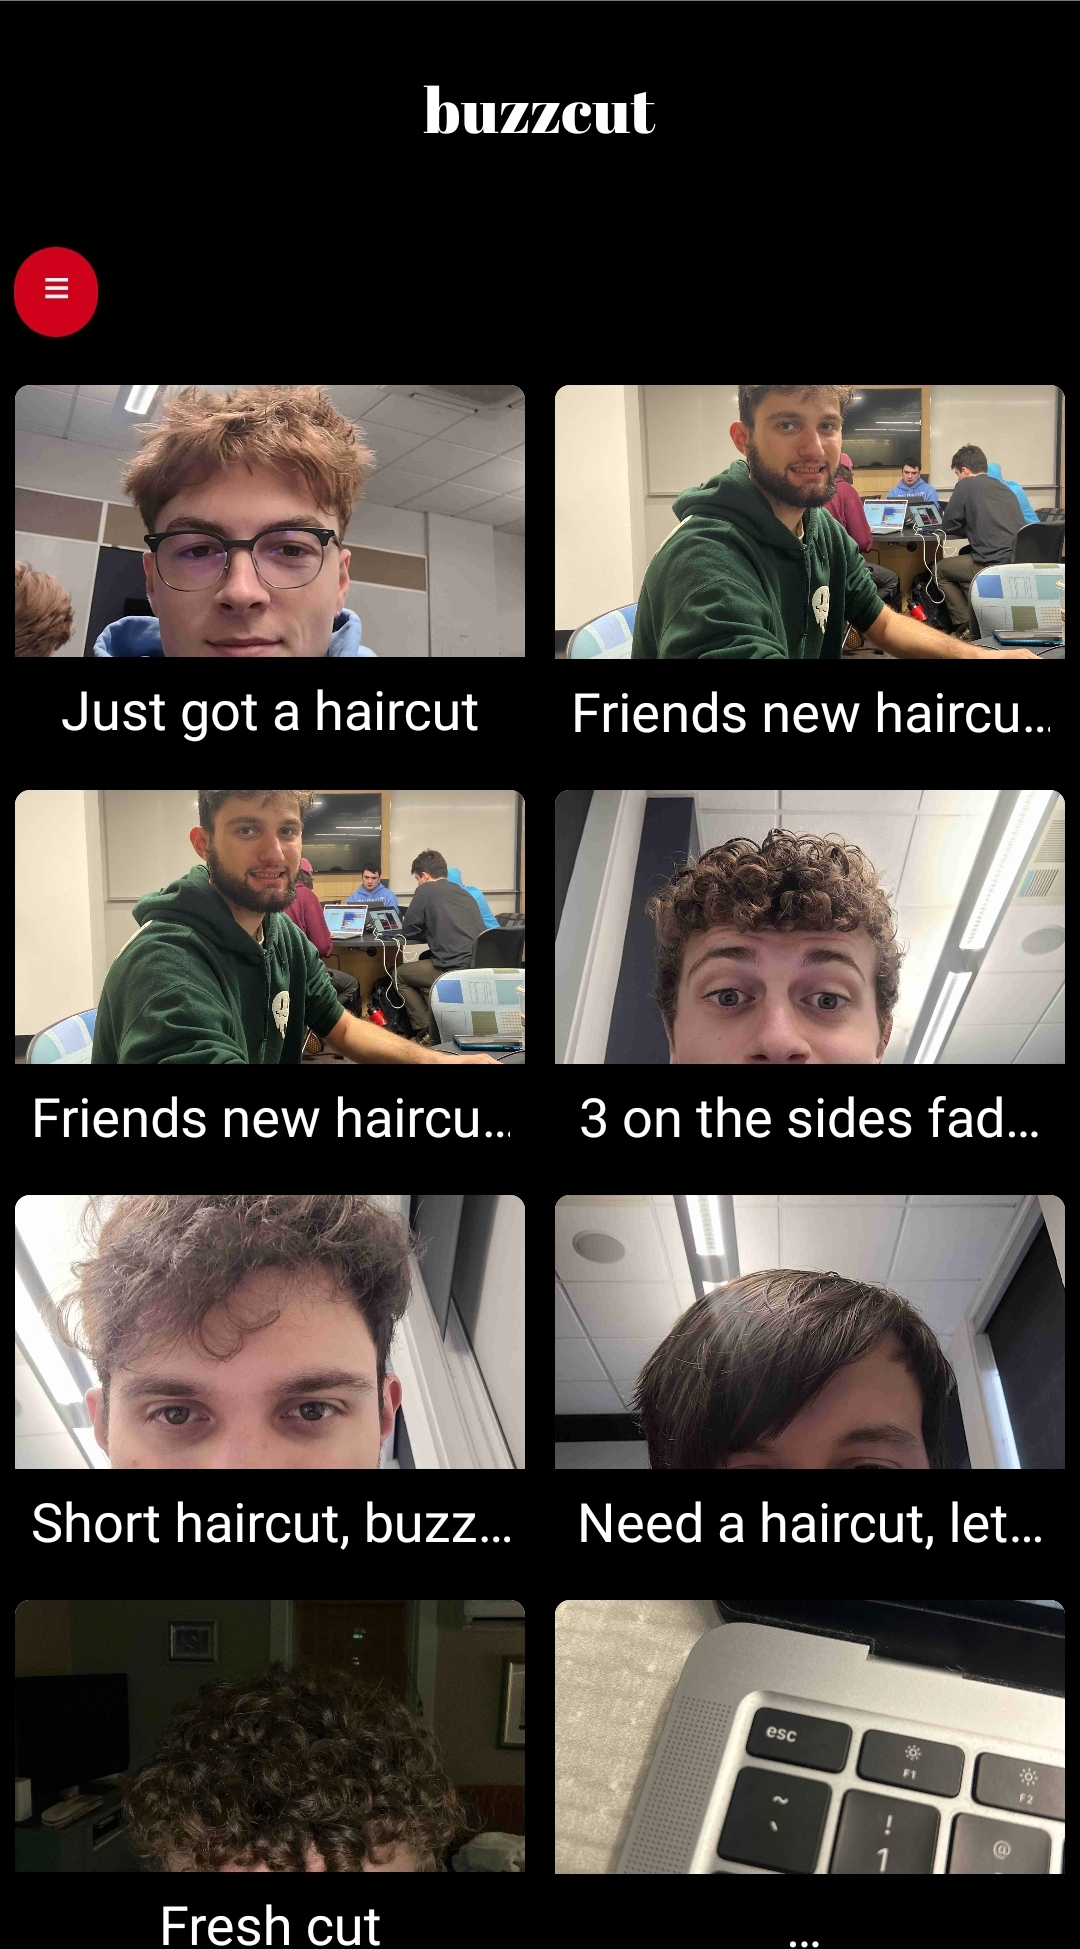 buzzcut
Just got a haircut
Friends new haircu...
Friends new haircu...
3 on the sides fad...
Short haircut, buzz...
Need a haircut, let...
esc
F1
F2
~
`
!
1
@
Fresh cut
...